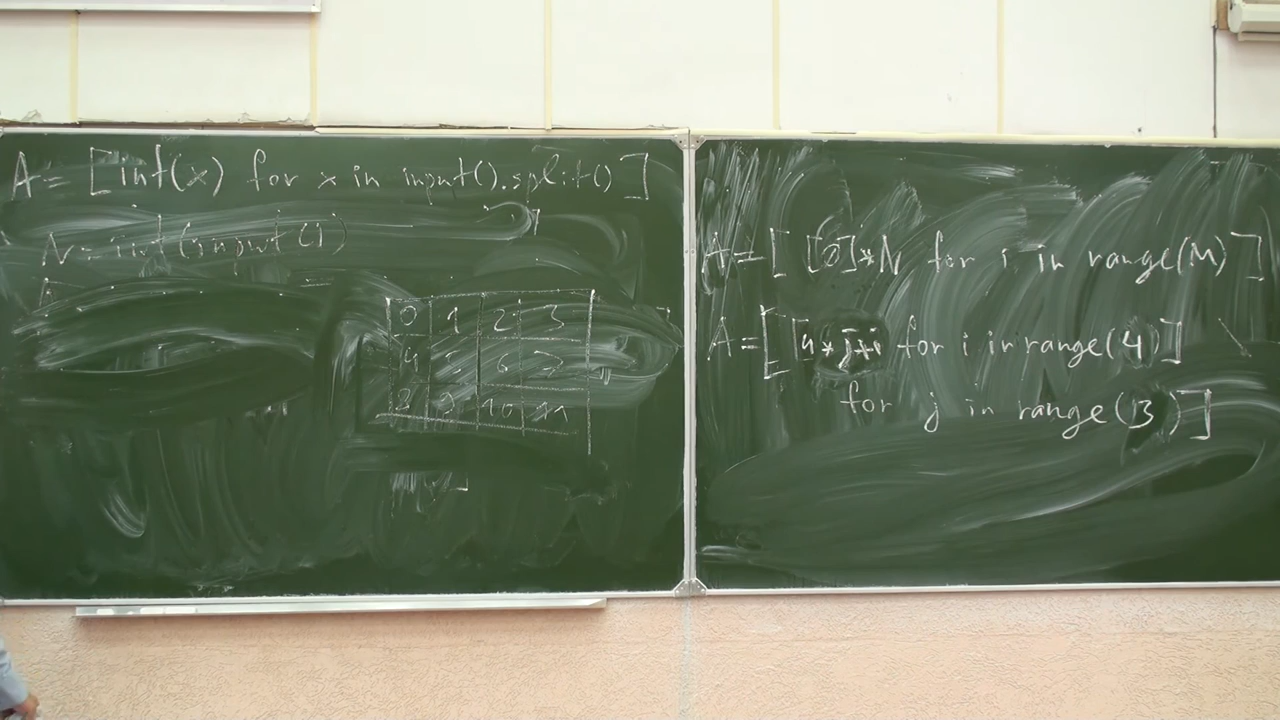 A = [int(x) for x in input().split()]
N = int(input()
0 1 2 3
4 5 6 7
8 9 10 11
A = [ [0]*N for i in range(M) ]
A = [[4*j+i for i in range(4)]
for j in range(3)]